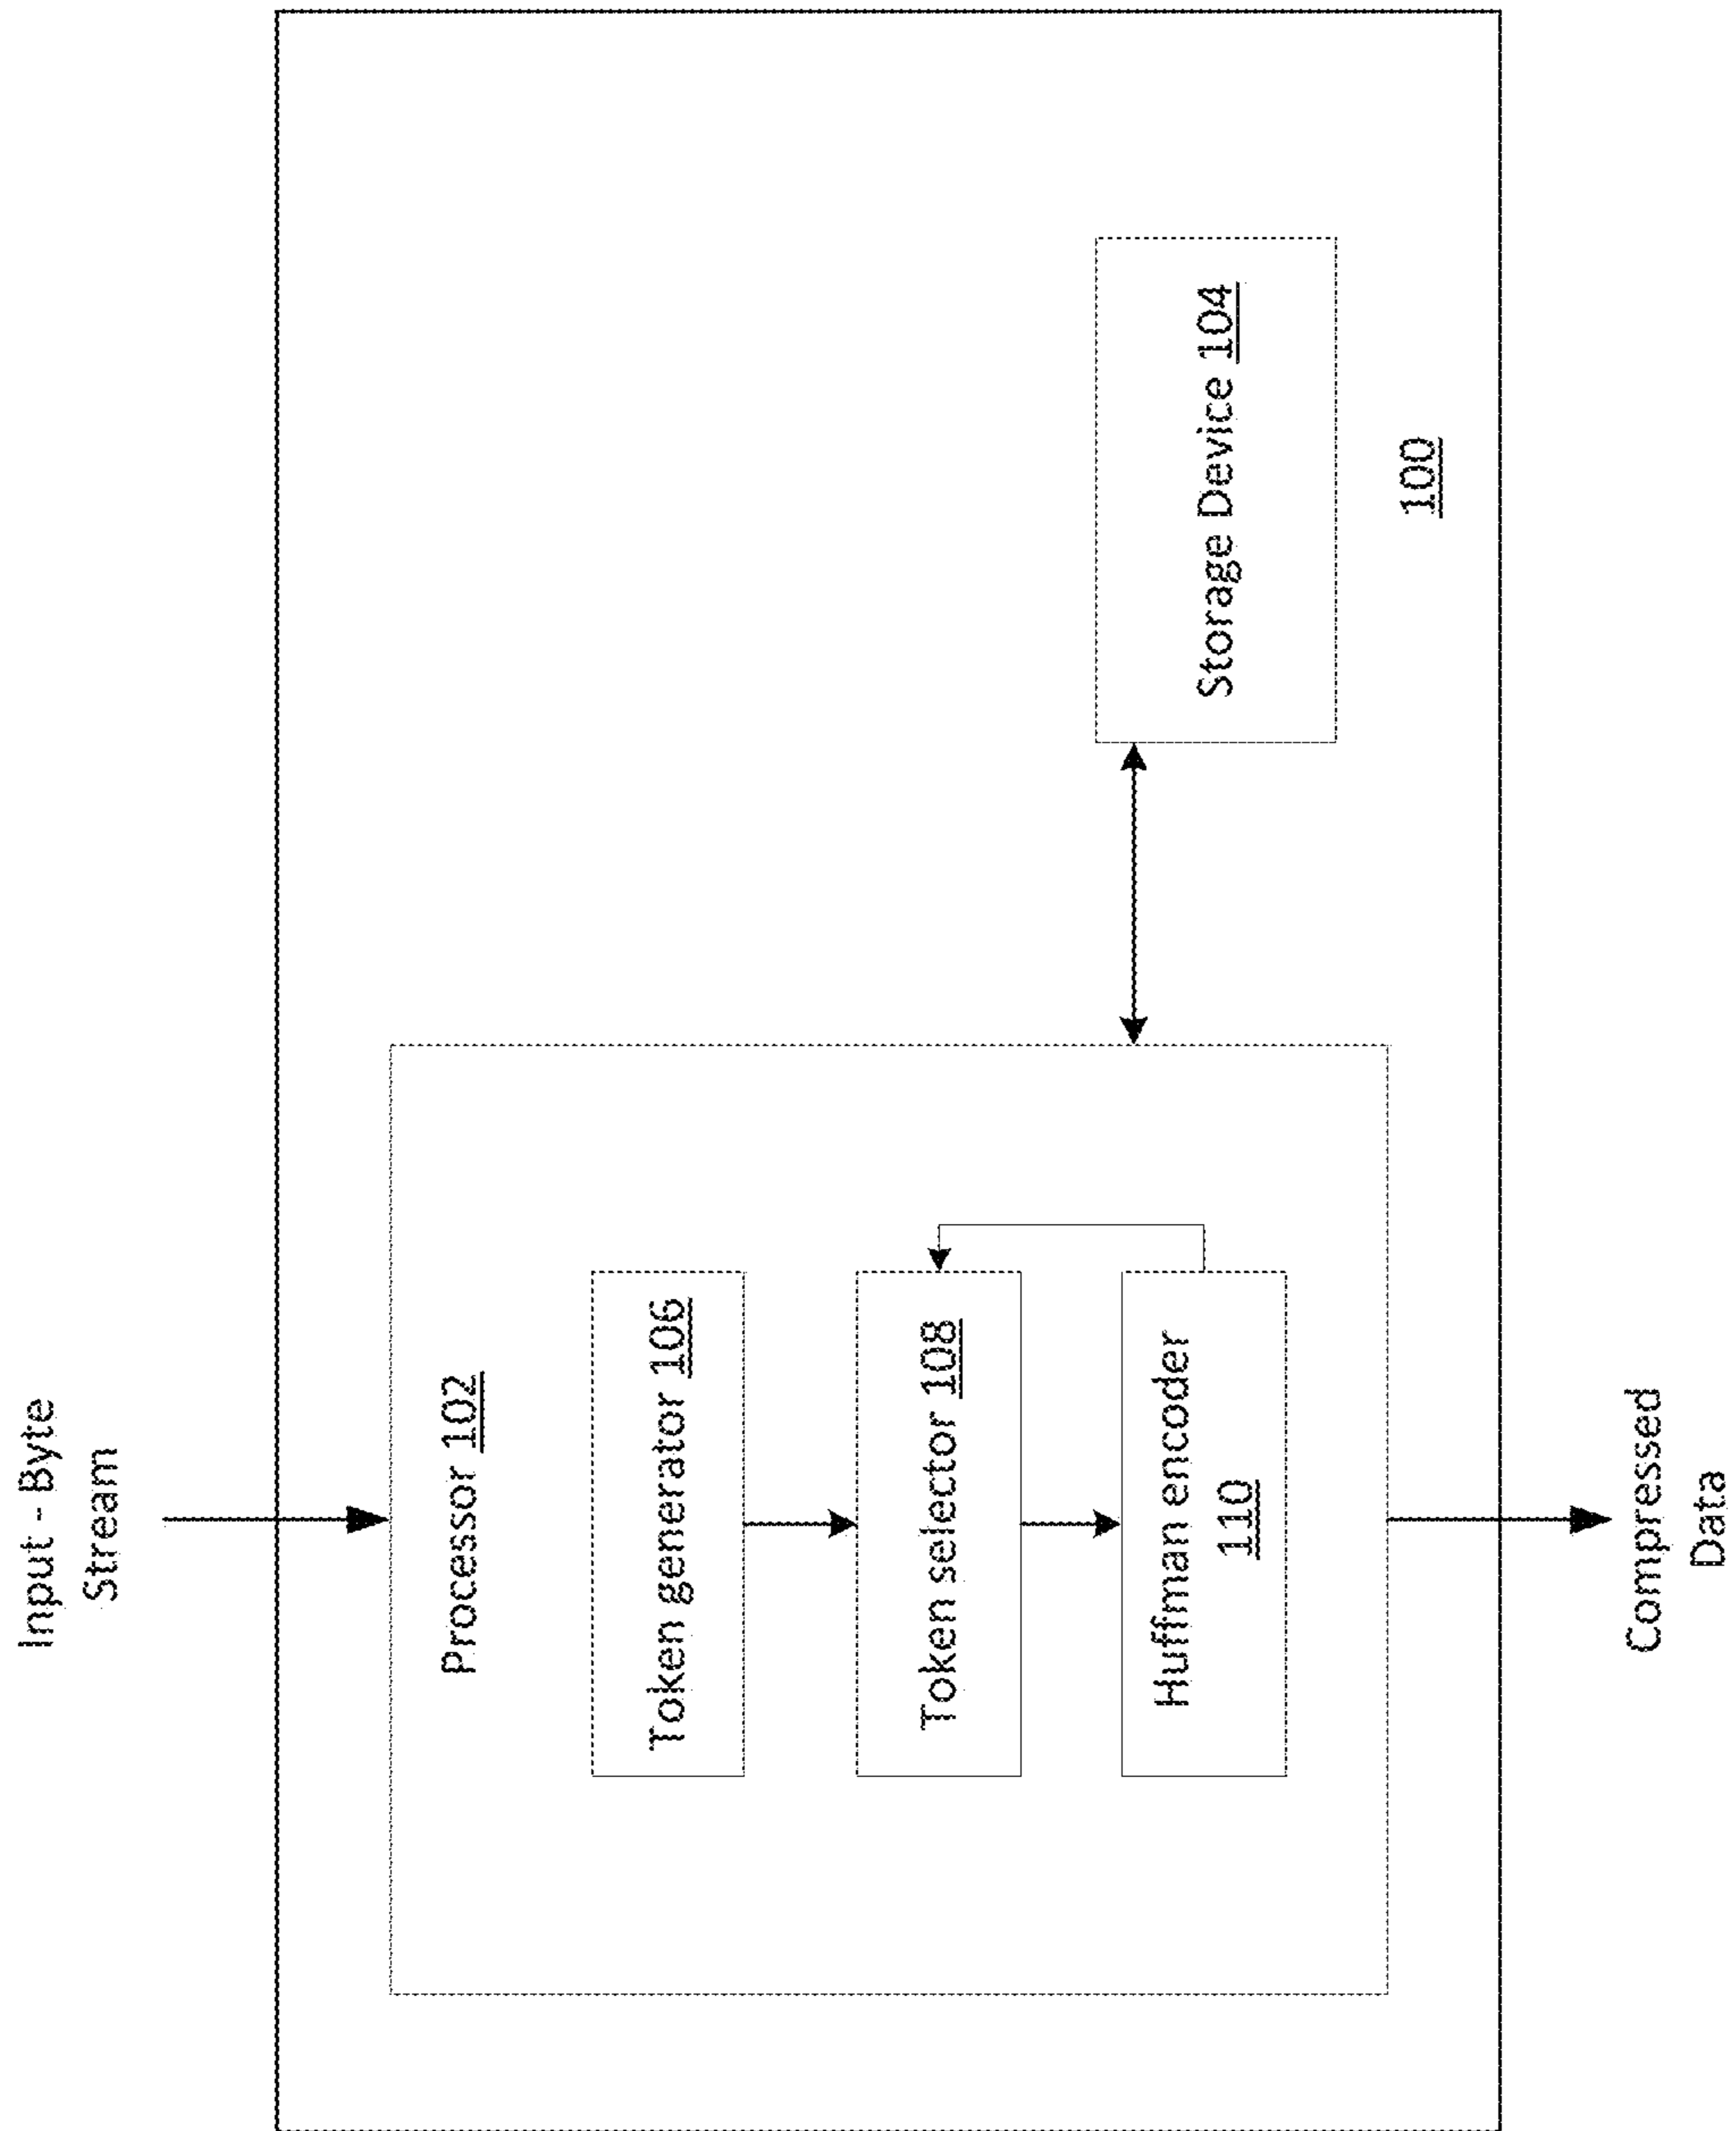 Input - Byte
Stream
Processor 102
Token generator 106
Token selector 108
Huffman encoder
110
Storage Device 104
100
Compressed
Data